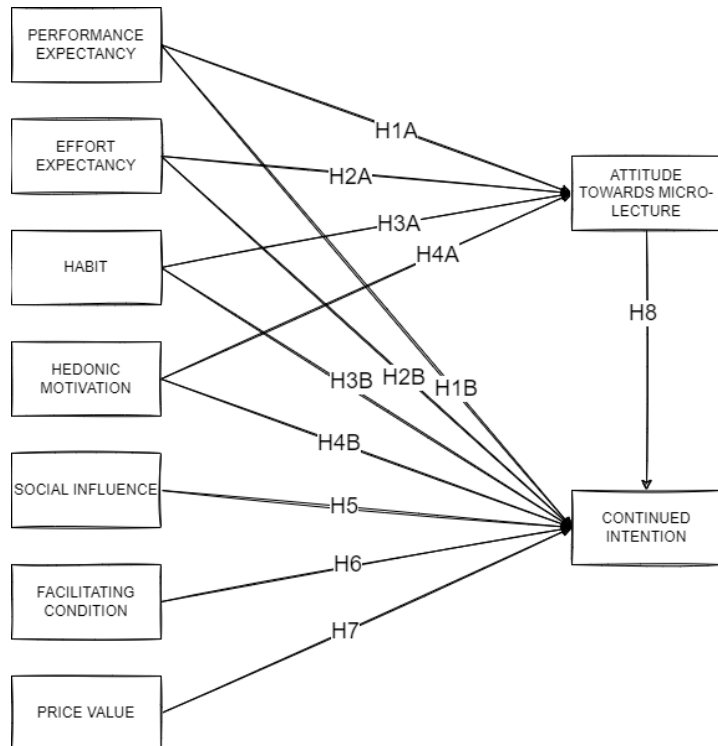 PERFORMANCE
EXPECTANCY
H1A
EFFORT
EXPECTANCY
H2A
ATTITUDE
TOWARDS MICRO-
LECTURE
HABIT
H3A
H4A
H8
HEDONIC
MOTIVATION
H3B
H2B
H1B
H4B
SOCIAL INFLUENCE
H5
CONTINUED
INTENTION
FACILITATING
CONDITION
H6
H7
PRICE VALUE